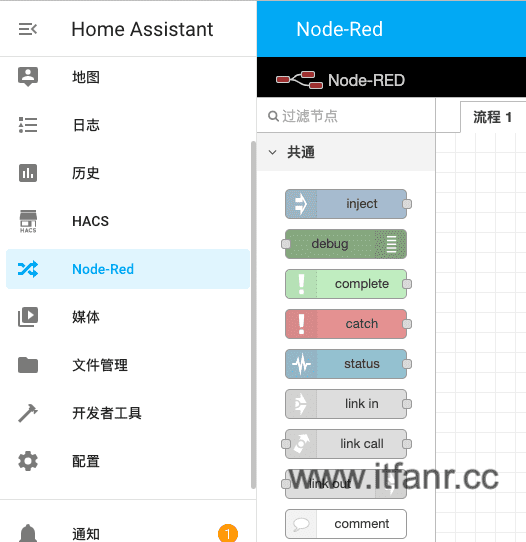 Home Assistant
地图
日志
历史
HACS
HACS
Node-Red
媒体
文件管理
开发者工具
配置
通知
1
Node-Red
Node-RED
过滤节点
流程 1
共通
inject
debug
complete
catch
status
link in
link call
link out
www.itfanr.cc
comment